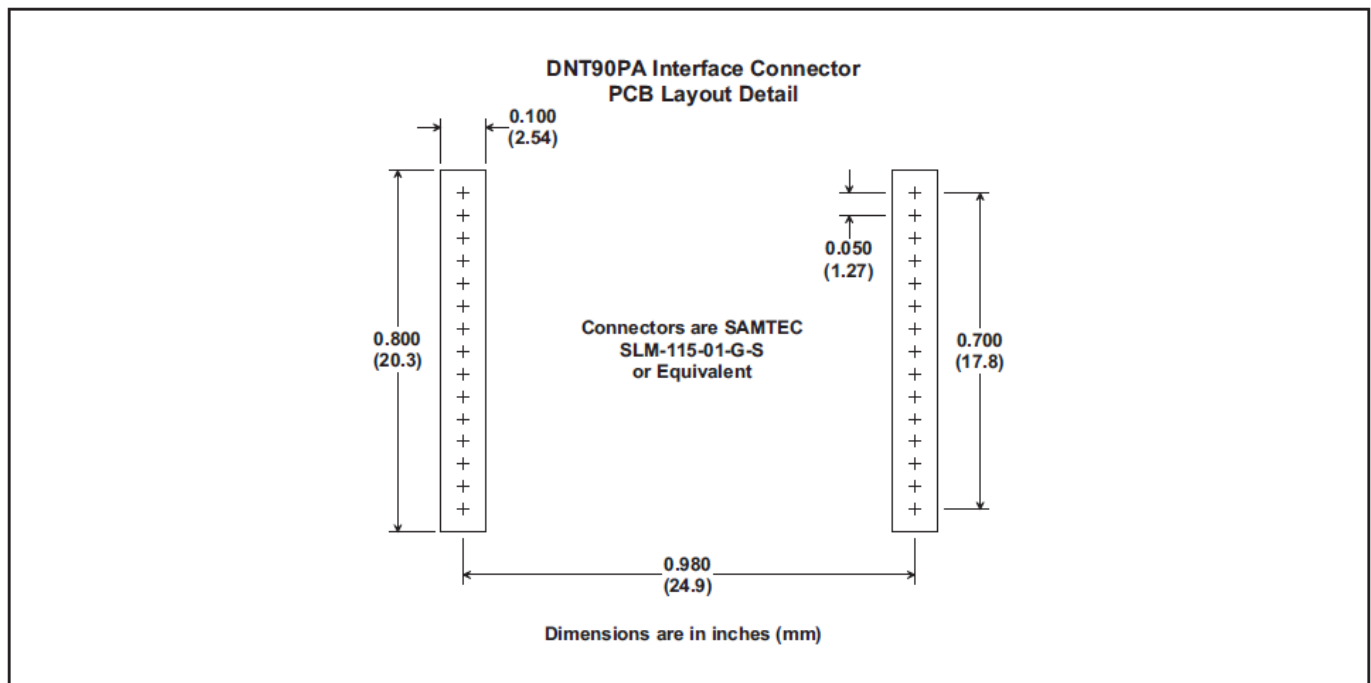 DNT90PA Interface Connector
PCB Layout Detail
0.100
(2.54)
0.050
(1.27)
Connectors are SAMTEC
SLM-115-01-G-S
or Equivalent
0.800
(20.3)
0.700
(17.8)
0.980
(24.9)
Dimensions are in inches (mm)